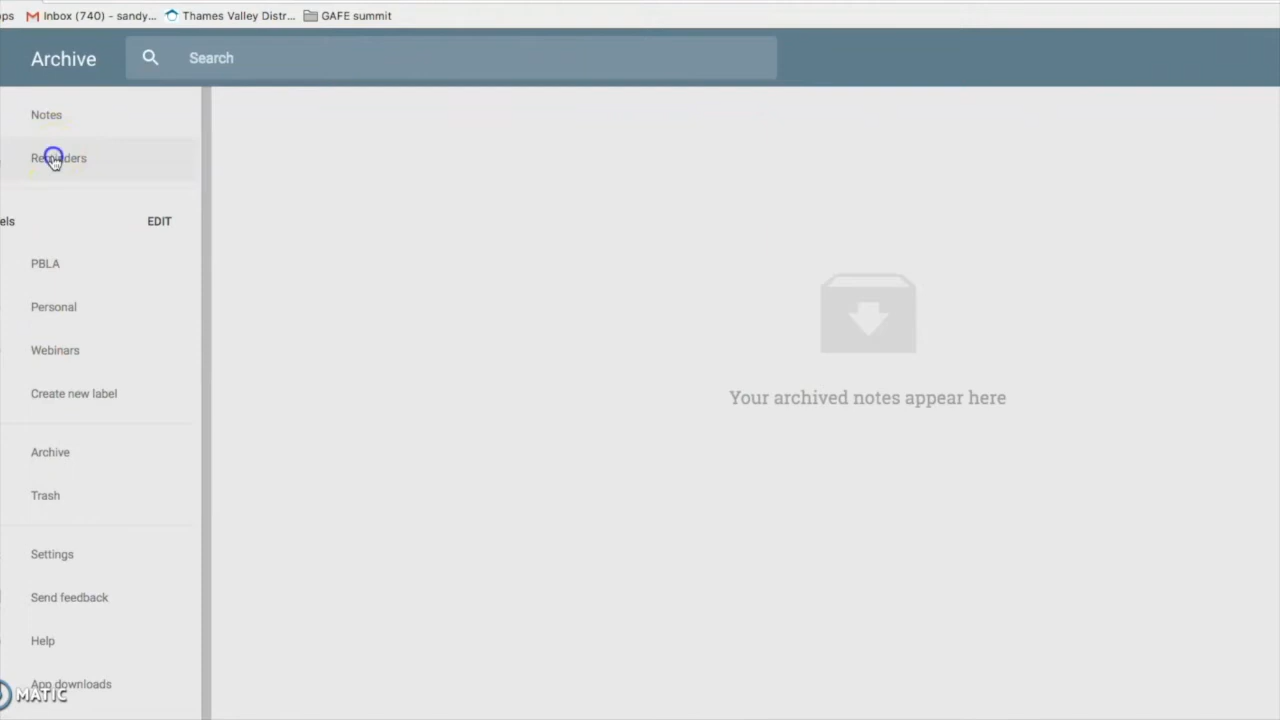 ps Inbox (740) - sandy... Thames Valley Distr... GAFE summit
Archive Search
Notes
Reminders
els EDIT
PBLA
Personal
Webinars
Create new label
Your archived notes appear here
Archive
Trash
Settings
Send feedback
Help
App downloads
MATIC